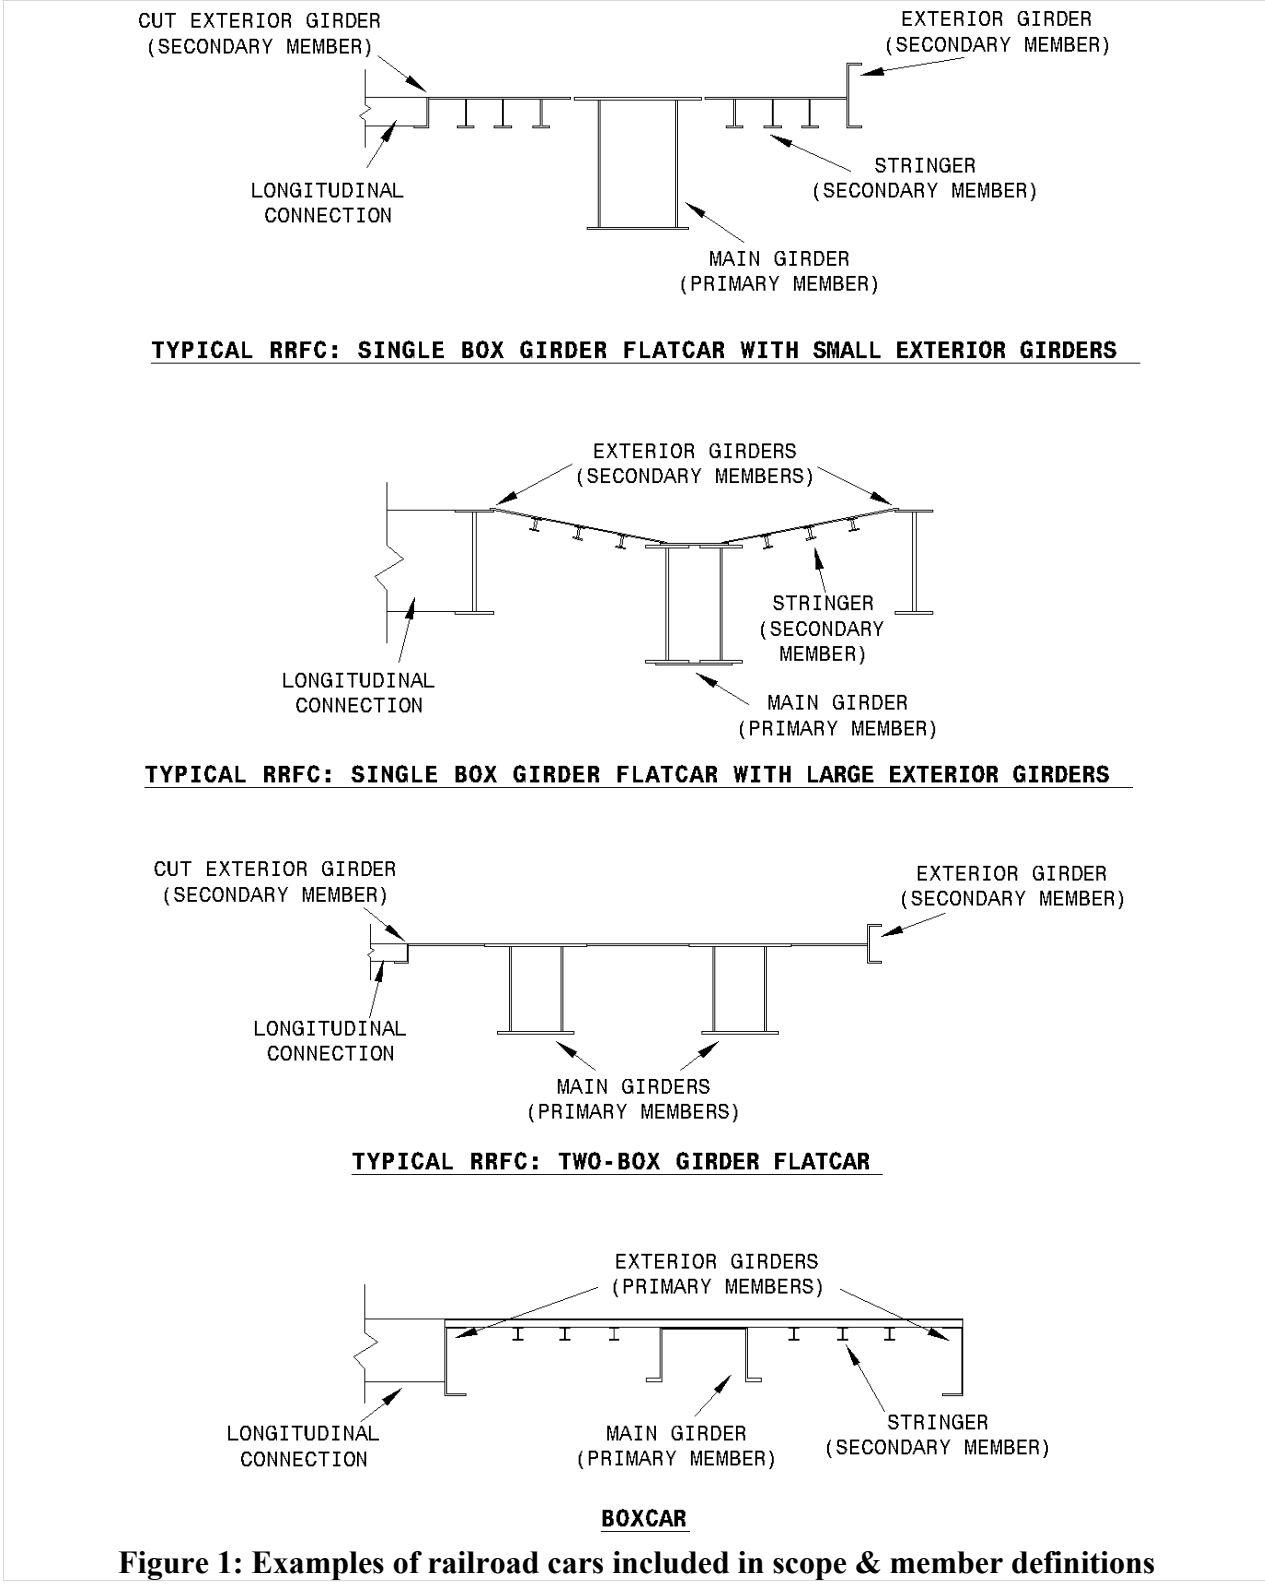 CUT EXTERIOR GIRDER
(SECONDARY MEMBER)
EXTERIOR GIRDER
(SECONDARY MEMBER)
LONGITUDINAL
CONNECTION
STRINGER
(SECONDARY MEMBER)
MAIN GIRDER
(PRIMARY MEMBER)
TYPICAL RRFC: SINGLE BOX GIRDER FLATCAR WITH SMALL EXTERIOR GIRDERS
EXTERIOR GIRDERS
(SECONDARY MEMBERS)
STRINGER
(SECONDARY
MEMBER)
LONGITUDINAL
CONNECTION
MAIN GIRDER
(PRIMARY MEMBER)
TYPICAL RRFC: SINGLE BOX GIRDER FLATCAR WITH LARGE EXTERIOR GIRDERS
CUT EXTERIOR GIRDER
(SECONDARY MEMBER)
EXTERIOR GIRDER
(SECONDARY MEMBER)
LONGITUDINAL
CONNECTION
MAIN GIRDERS
(PRIMARY MEMBERS)
TYPICAL RRFC: TWO-BOX GIRDER FLATCAR
EXTERIOR GIRDERS
(PRIMARY MEMBERS)
LONGITUDINAL
CONNECTION
MAIN GIRDER
(PRIMARY MEMBER)
STRINGER
(SECONDARY MEMBER)
BOXCAR
Figure 1: Examples of railroad cars included in scope & member definitions